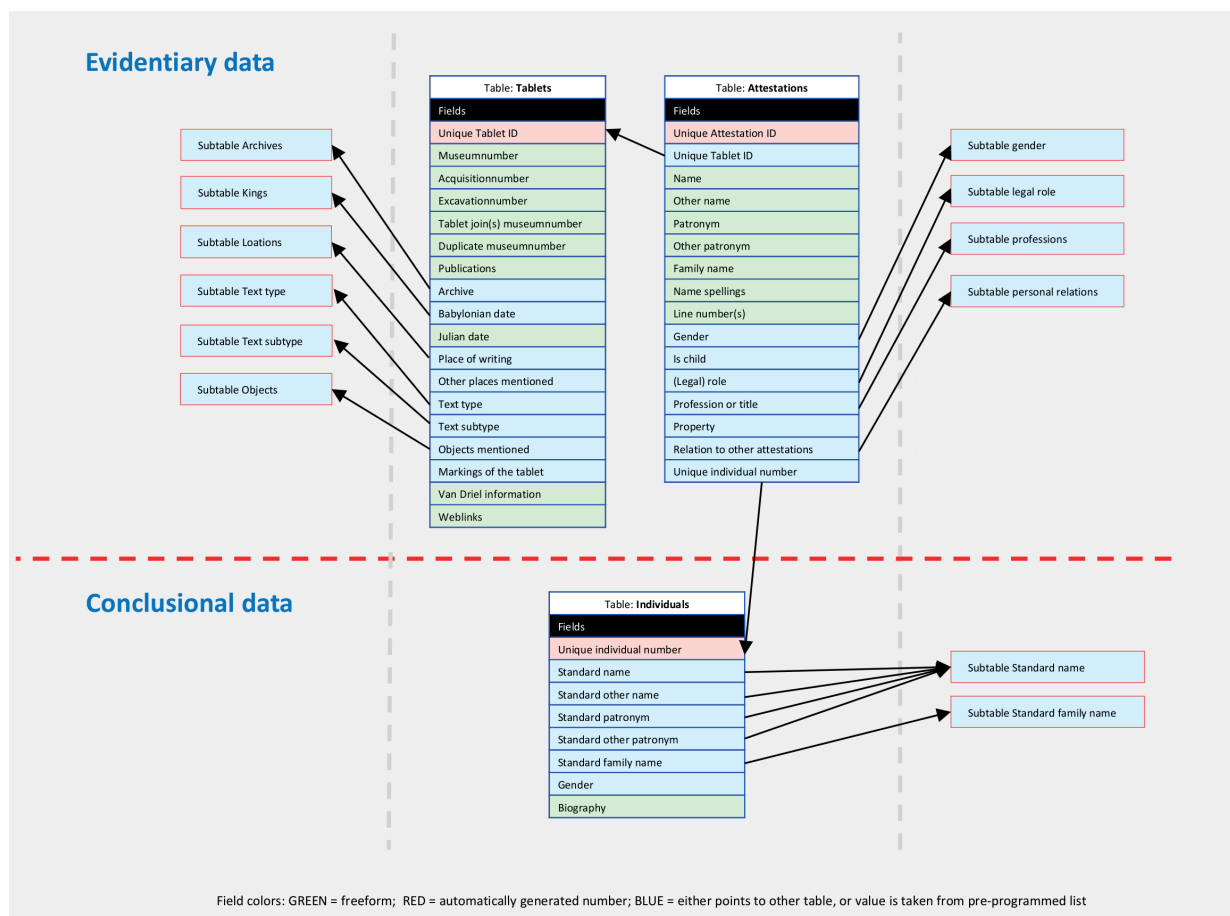 Evidentiary data
Subtable Archives
Subtable Kings
Subtable Loations
Subtable Text type
Subtable Text subtype
Subtable Objects
Table: Tablets
Fields
Unique Tablet ID
Museumnumber
Acquisitionnumber
Excavationnumber
Tablet join(s) museumnumber
Duplicate museumnumber
Publications
Archive
Babylonian date
Julian date
Place of writing
Other places mentioned
Text type
Text subtype
Objects mentioned
Markings of the tablet
Van Driel information
Weblinks
Table: Attestations
Fields
Unique Attestation ID
Unique Tablet ID
Name
Other name
Patronym
Other patronym
Family name
Name spellings
Line number(s)
Gender
Is child
(Legal) role
Profession or title
Property
Relation to other attestations
Unique individual number
Subtable gender
Subtable legal role
Subtable professions
Subtable personal relations
Conclusional data
Table: Individuals
Fields
Unique individual number
Standard name
Standard other name
Standard patronym
Standard other patronym
Standard family name
Gender
Biography
Subtable Standard name
Subtable Standard family name
Field colors: GREEN = freeform; RED = automatically generated number; BLUE = either points to other table, or value is taken from pre-programmed list